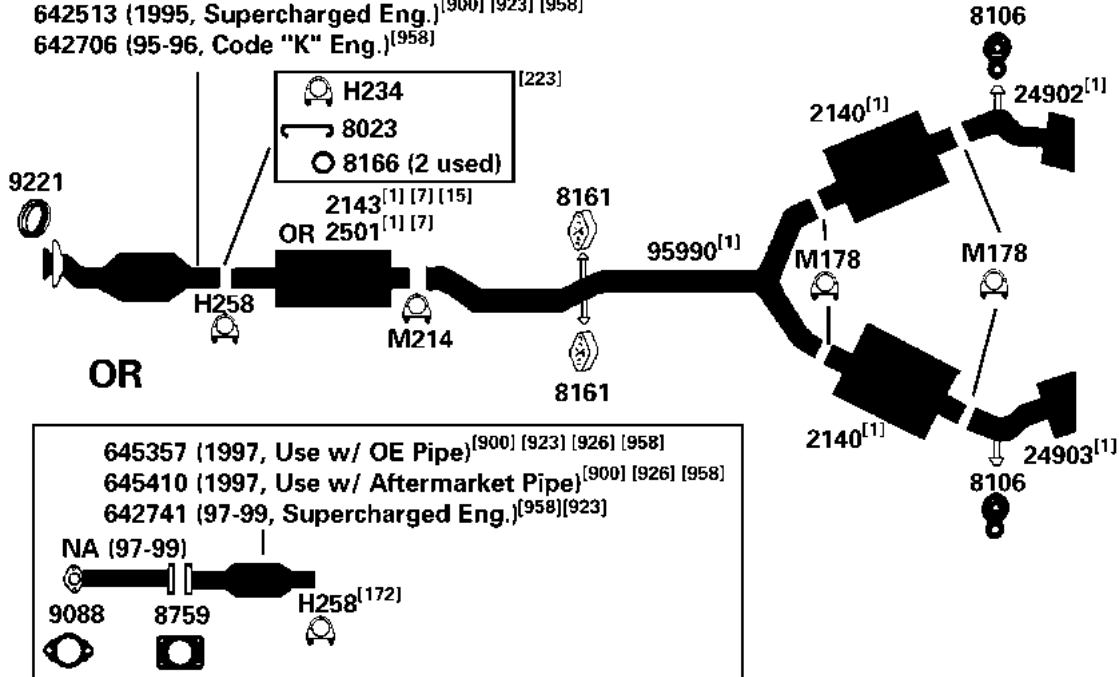 642513 (1995, Supercharged Eng.)[900] [923] [958]
642706 (95-96, Code "K" Eng.)[958]
8106
[223]
H234
8023
8166 (2 used)
24902[1]
2140[1]
9221
2143[1] [7] [15]
OR 2501[1] [7]
8161
95990[1]
M178
M178
H258
M214
8161
OR
2140[1]
24903[1]
8106
645357 (1997, Use w/ OE Pipe)[900] [923] [926] [958]
645410 (1997, Use w/ Aftermarket Pipe)[900] [926] [958]
642741 (97-99, Supercharged Eng.)[958][923]
NA (97-99)
H258[172]
9088
8759